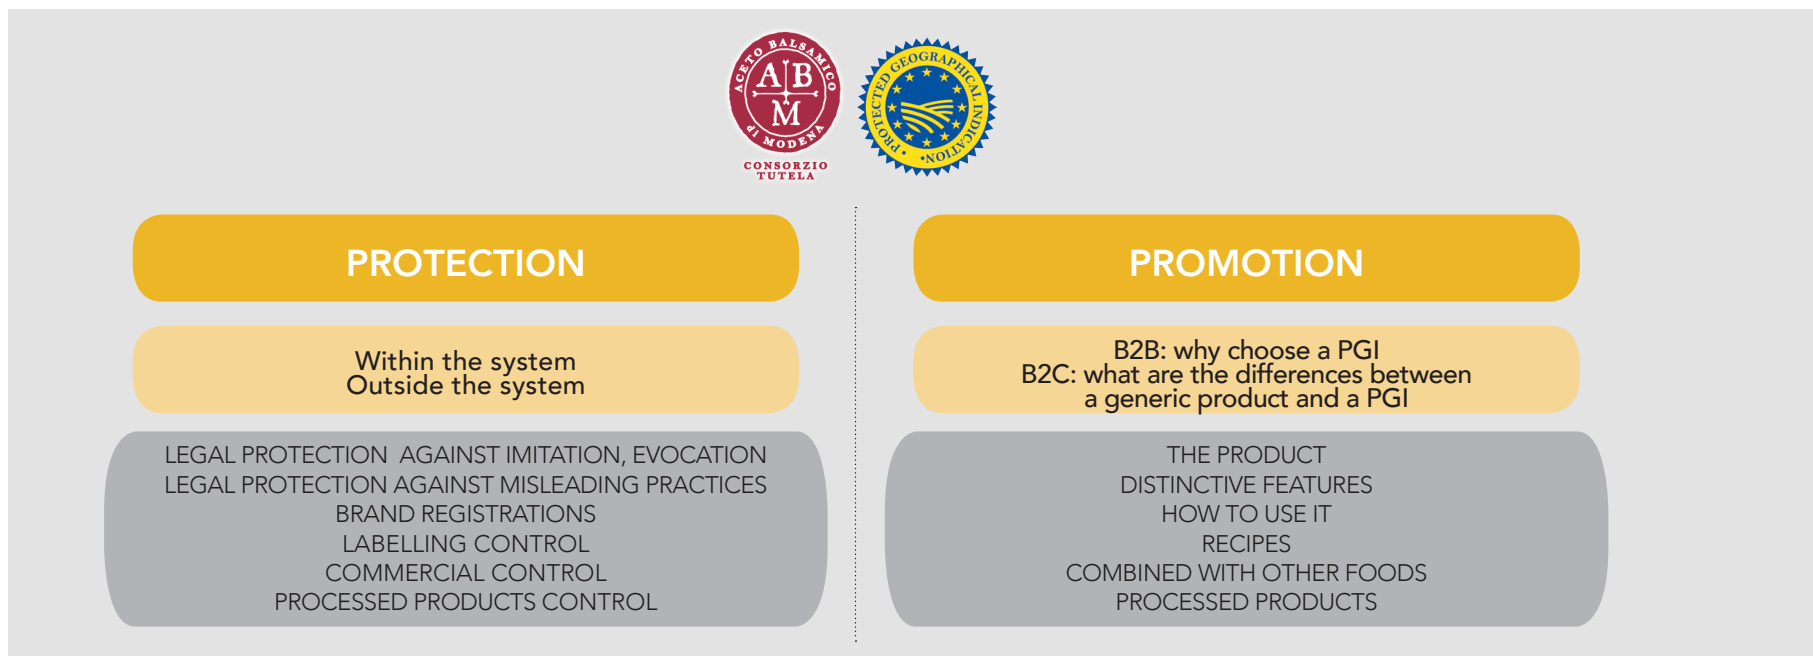 ACETO BALSAMICO
A B
M
di MODENA
CONSORZIO
TUTELA
PROTECTED GEOGRAPHICAL INDICATION
PROTECTION
Within the system
Outside the system
LEGAL PROTECTION AGAINST IMITATION, EVOCATION
LEGAL PROTECTION AGAINST MISLEADING PRACTICES
BRAND REGISTRATIONS
LABELLING CONTROL
COMMERCIAL CONTROL
PROCESSED PRODUCTS CONTROL
PROMOTION
B2B: why choose a PGI
B2C: what are the differences between
a generic product and a PGI
THE PRODUCT
DISTINCTIVE FEATURES
HOW TO USE IT
RECIPES
COMBINED WITH OTHER FOODS
PROCESSED PRODUCTS